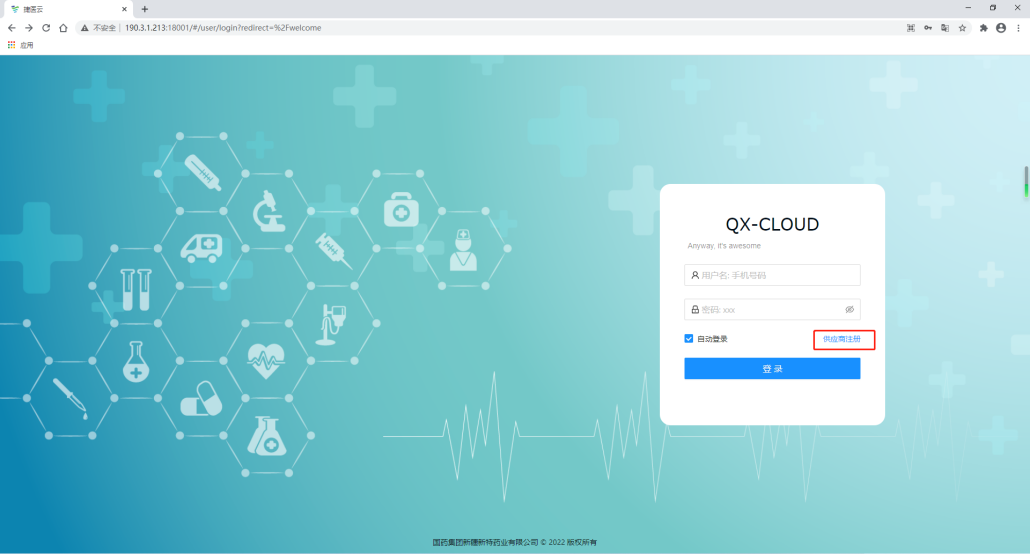 捷医云
不安全 | 190.3.1.213:18001/#/user/login?redirect=%2Fwelcome
应用
QX-CLOUD
Anyway, it's awesome
用户名: 手机号码
密码: xxx
自动登录 供应商注册
登 录
国药集团新疆新特药业有限公司 © 2022 版权所有